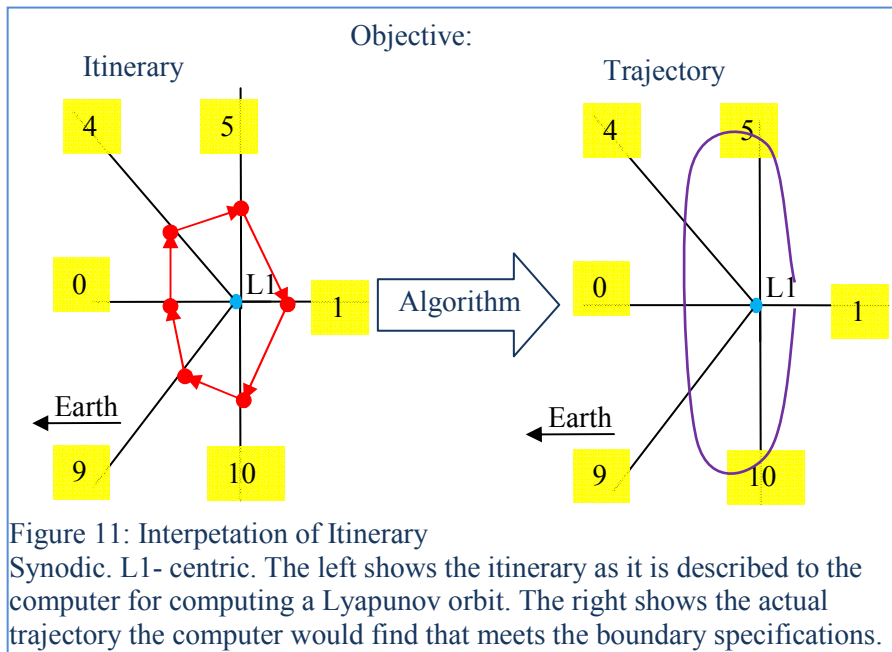 Objective:
Itinerary
Trajectory
4
5
4
5
0
L1
1
Algorithm
0
L1
1
Earth
Earth
9
10
9
10
Figure 11: Interpetation of Itinerary
Synodic. L1- centric. The left shows the itinerary as it is described to the
computer for computing a Lyapunov orbit. The right shows the actual
trajectory the computer would find that meets the boundary specifications.